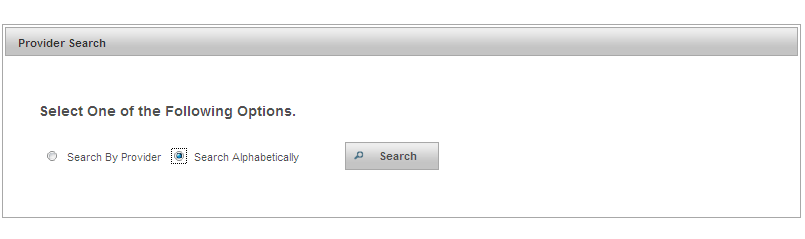 Provider Search
Select One of the Following Options.
Search By Provider Search Alphabetically Search